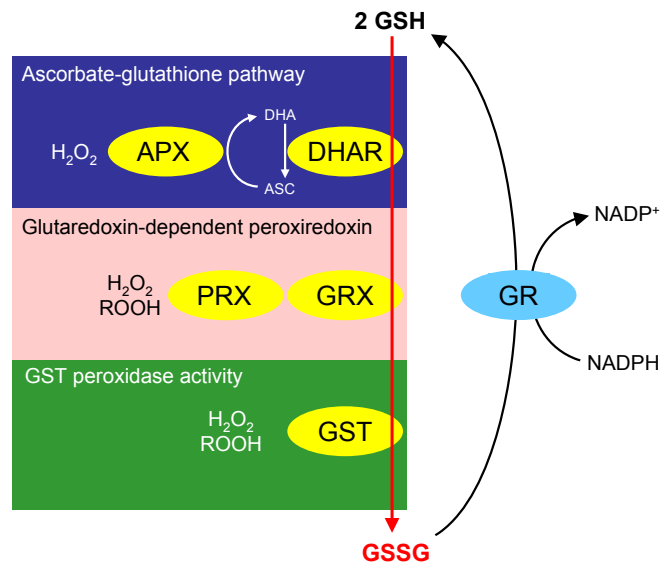 2 GSH
Ascorbate-glutathione pathway
DHA
H₂O₂ APX DHAR
ASC
NADP⁺
Glutaredoxin-dependent peroxiredoxin
H₂O₂
ROOH
PRX GRX
GR
NADPH
GST peroxidase activity
H₂O₂
ROOH
GST
GSSG